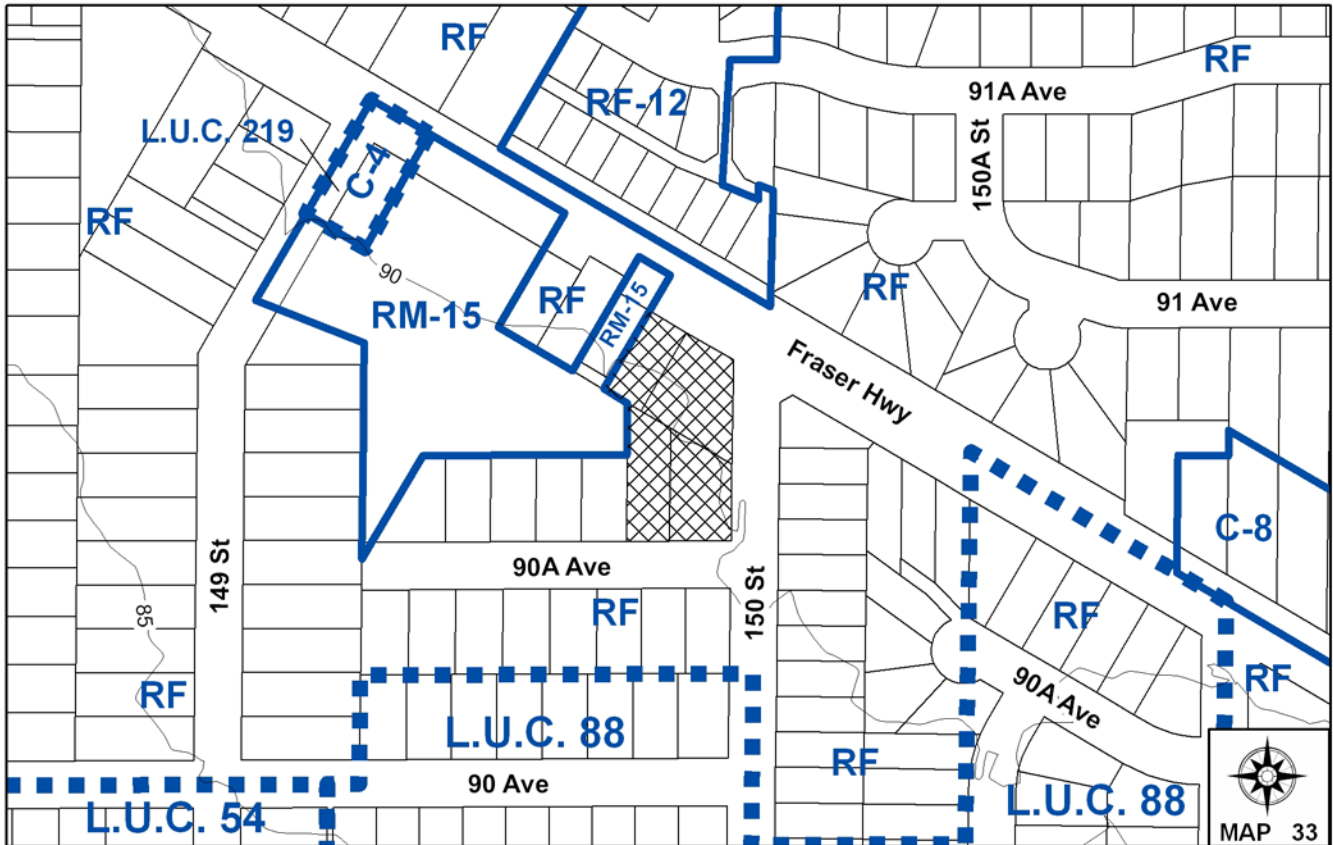 RF
RF
91A Ave
RF-12
L.U.C. 219
C-4
150A St
RF
90
RF
RM-15
RF
RM-15
91 Ave
Fraser Hwy
C-8
149 St
90A Ave
150 St
85
RF
RF
RF
90A Ave
RF
RF
L.U.C. 88
RF
90 Ave
L.U.C. 54
L.U.C. 88
MAP 33